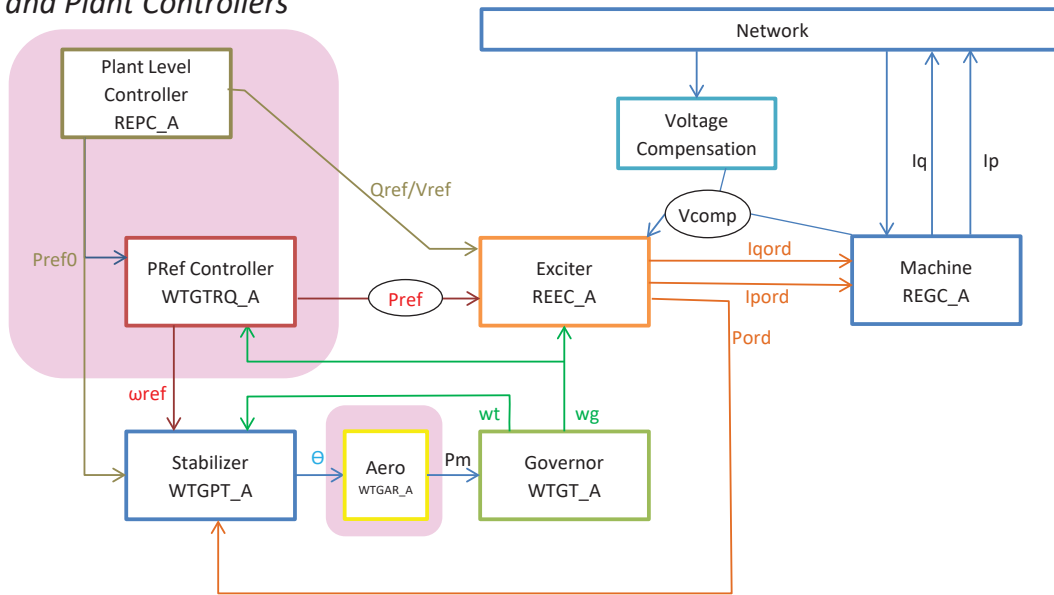 and Plant Controllers
Network
Plant Level
Controller
REPC_A
Voltage
Compensation
Iq
Ip
Qref/Vref
Vcomp
Pref0
PRef Controller
WTGTRQ_A
Pref
Exciter
REEC_A
Iqord
Ipord
Machine
REGC_A
Pord
ωref
wt
wg
Stabilizer
WTGPT_A
Θ
Aero
WTGAR_A
Pm
Governor
WTGT_A